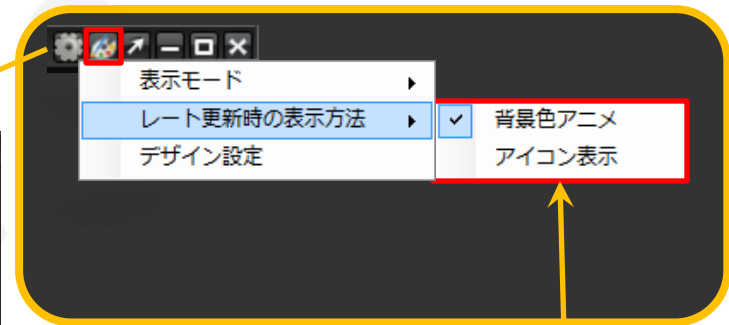 表示モード
レート更新時の表示方法
背景色アニメ
アイコン表示
デザイン設定